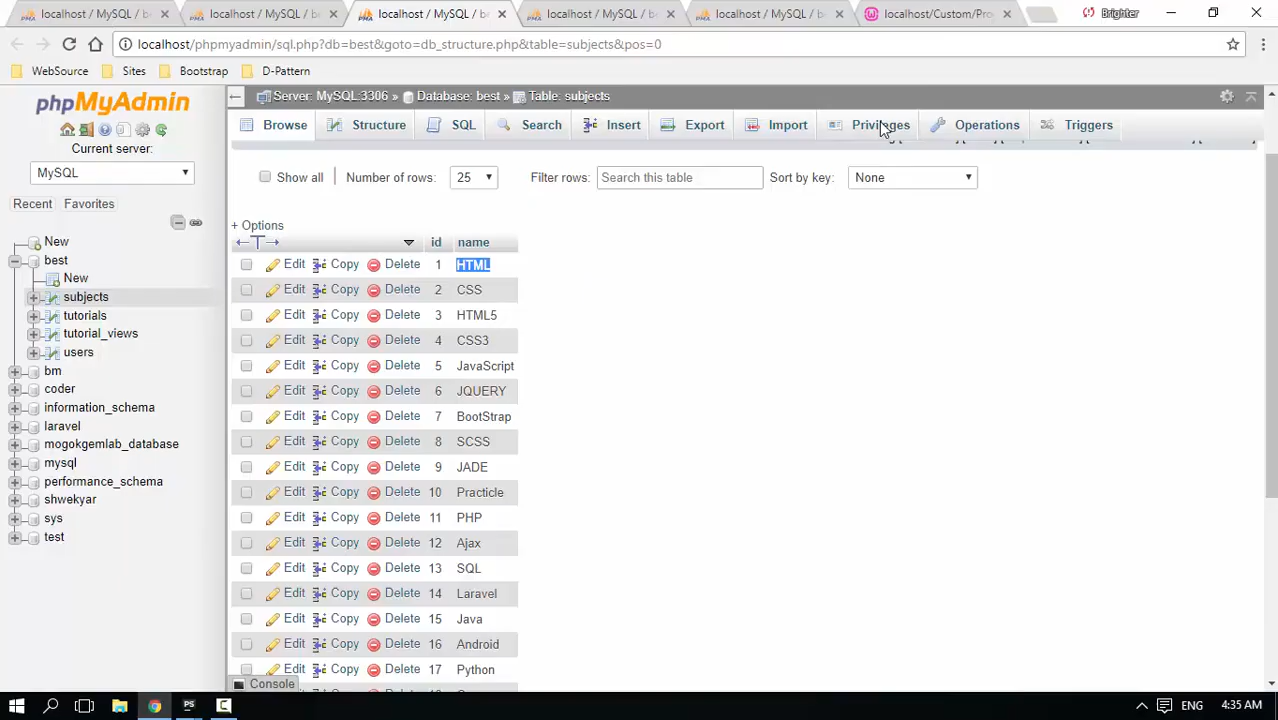 localhost / MySQL / b
localhost / MySQL / b
localhost / MySQL / b
localhost / MySQL / b
localhost / MySQL / b
localhost/Custom/Pro
Brighter
localhost/phpmyadmin/sql.php?db=best&goto=db_structure.php&table=subjects&pos=0
WebSource Sites Bootstrap D-Pattern
phpMyAdmin
Current server:
MySQL
Recent Favorites
New
best
New
subjects
tutorials
tutorial_views
users
bm
coder
information_schema
laravel
mogokgemlab_database
mysql
performance_schema
shwekyar
sys
test
Server: MySQL:3306 » Database: best » Table: subjects
Browse Structure SQL Search Insert Export Import Privileges Operations Triggers
Show all Number of rows: 25 Filter rows: Search this table Sort by key: None
+ Options
id name
Edit Copy Delete 1 HTML
Edit Copy Delete 2 CSS
Edit Copy Delete 3 HTML5
Edit Copy Delete 4 CSS3
Edit Copy Delete 5 JavaScript
Edit Copy Delete 6 JQUERY
Edit Copy Delete 7 BootStrap
Edit Copy Delete 8 SCSS
Edit Copy Delete 9 JADE
Edit Copy Delete 10 Practicle
Edit Copy Delete 11 PHP
Edit Copy Delete 12 Ajax
Edit Copy Delete 13 SQL
Edit Copy Delete 14 Laravel
Edit Copy Delete 15 Java
Edit Copy Delete 16 Android
Edit Copy Delete 17 Python
Console
PS
ENG 4:35 AM